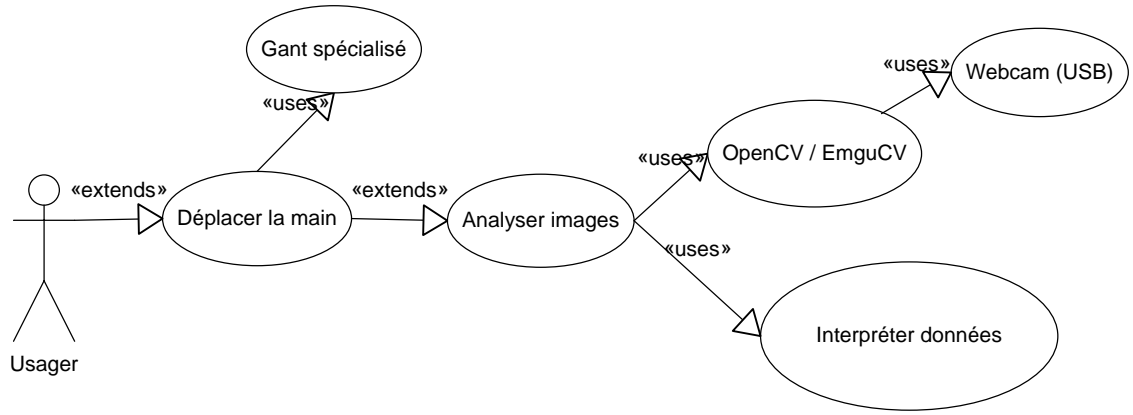 Gant spécialisé
«uses»
«uses»
Webcam (USB)
OpenCV / EmguCV
«uses»
«extends»
Déplacer la main
«extends»
Analyser images
«uses»
Interpréter données
Usager